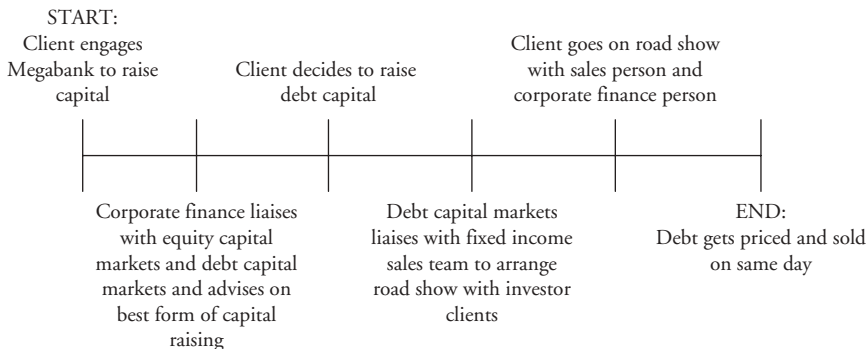 START:
Client engages
Megabank to raise
capital
Corporate finance liaises
with equity capital
markets and debt capital
markets and advises on
best form of capital
raising
Client decides to raise
debt capital
Debt capital markets
liaises with fixed income
sales team to arrange
road show with investor
clients
Client goes on road show
with sales person and
corporate finance person
END:
Debt gets priced and sold
on same day